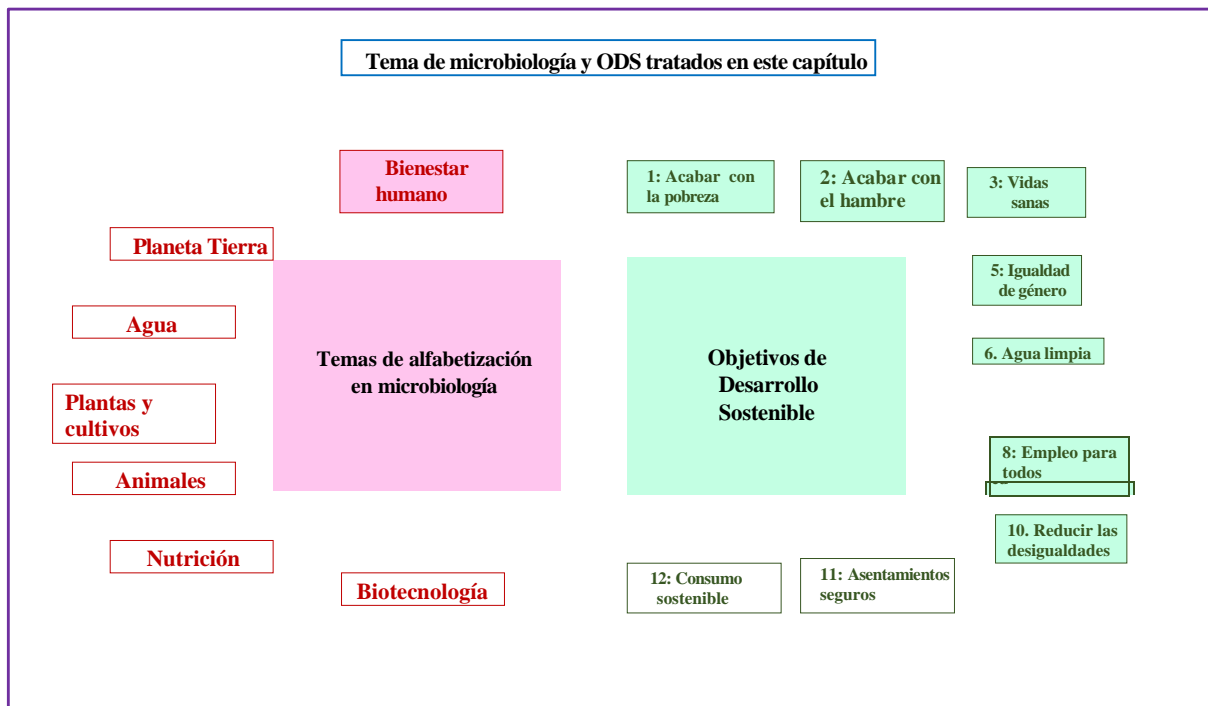 Tema de microbiología y ODS tratados en este capítulo
Bienestar
humano
Planeta Tierra
Agua
Plantas y
cultivos
Animales
Nutrición
Biotecnología
Temas de alfabetización
en microbiología
1: Acabar con
la pobreza
2: Acabar con
el hambre
3: Vidas
sanas
5: Igualdad
de género
6. Agua limpia
8: Empleo para
todos
10. Reducir las
desigualdades
11: Asentamientos
seguros
12: Consumo
sostenible
Objetivos de
Desarrollo
Sostenible